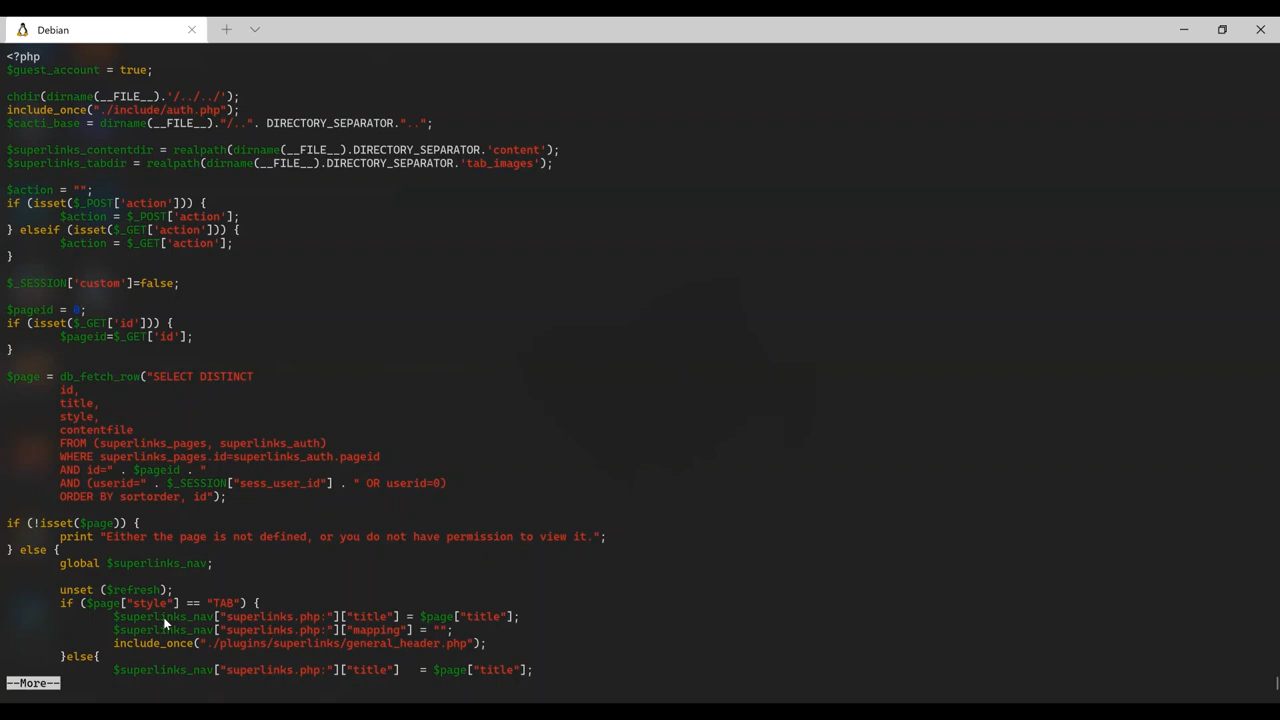 Debian
<?php
$guest_account = true;
chdir(dirname(__FILE__).'/../../');
include_once("./include/auth.php");
$cacti_base = dirname(__FILE__)."/..". DIRECTORY_SEPARATOR."..";
$superlinks_contentdir = realpath(dirname(__FILE__).DIRECTORY_SEPARATOR.'content');
$superlinks_tabdir = realpath(dirname(__FILE__).DIRECTORY_SEPARATOR.'tab_images');
$action = "";
if (isset($_POST['action'])) {
        $action = $_POST['action'];
} elseif (isset($_GET['action'])) {
        $action = $_GET['action'];
}
$_SESSION['custom']=false;
$pageid = 0;
if (isset($_GET['id'])) {
        $pageid=$_GET['id'];
}
$page = db_fetch_row("SELECT DISTINCT
        id,
        title,
        style,
        contentfile
        FROM (superlinks_pages, superlinks_auth)
        WHERE superlinks_pages.id=superlinks_auth.pageid
        AND id=" . $pageid . "
        AND (userid=" . $_SESSION["sess_user_id"] . " OR userid=0)
        ORDER BY sortorder, id");
if (!isset($page)) {
        print "Either the page is not defined, or you do not have permission to view it.";
} else {
        global $superlinks_nav;
        unset ($refresh);
        if ($page["style"] == "TAB") {
                $superlinks_nav["superlinks.php:"]["title"] = $page["title"];
                $superlinks_nav["superlinks.php:"]["mapping"] = "";
                include_once("./plugins/superlinks/general_header.php");
        }else{
                $superlinks_nav["superlinks.php:"]["title"]   = $page["title"];
--More--